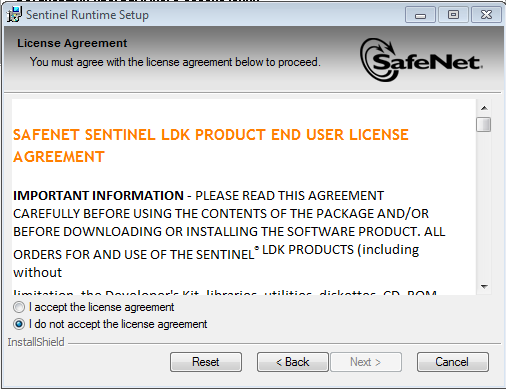 Sentinel Runtime Setup
License Agreement
You must agree with the license agreement below to proceed.
SafeNet.
SAFENET SENTINEL LDK PRODUCT END USER LICENSE
AGREEMENT
IMPORTANT INFORMATION - PLEASE READ THIS AGREEMENT
CAREFULLY BEFORE USING THE CONTENTS OF THE PACKAGE AND/OR
BEFORE DOWNLOADING OR INSTALLING THE SOFTWARE PRODUCT. ALL
ORDERS FOR AND USE OF THE SENTINEL® LDK PRODUCTS (including
without
limitation, the Developer's Kit, libraries, utilities, diskettes, CD_ROM,
I accept the license agreement
I do not accept the license agreement
InstallShield
Reset
< Back
Next >
Cancel